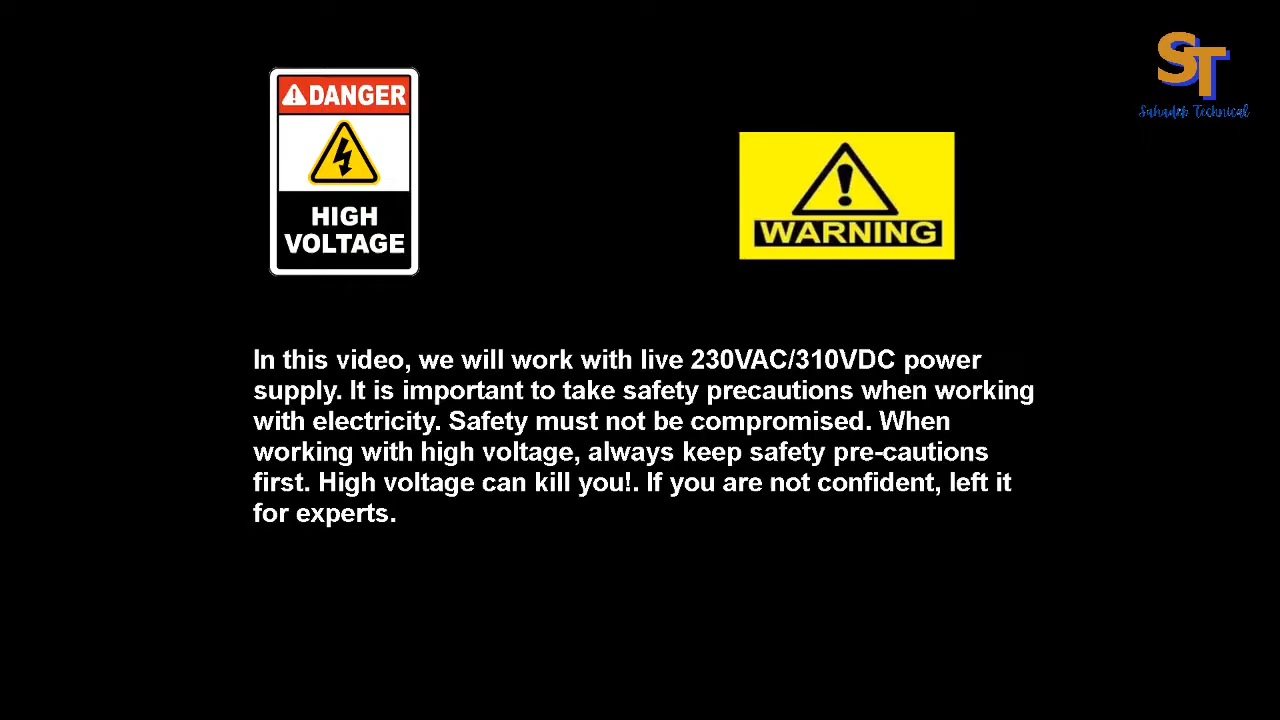 ST
Sahadeb Technical
DANGER
HIGH
VOLTAGE
WARNING
In this video, we will work with live 230VAC/310VDC power
supply. It is important to take safety precautions when working
with electricity. Safety must not be compromised. When
working with high voltage, always keep safety pre-cautions
first. High voltage can kill you!. If you are not confident, left it
for experts.